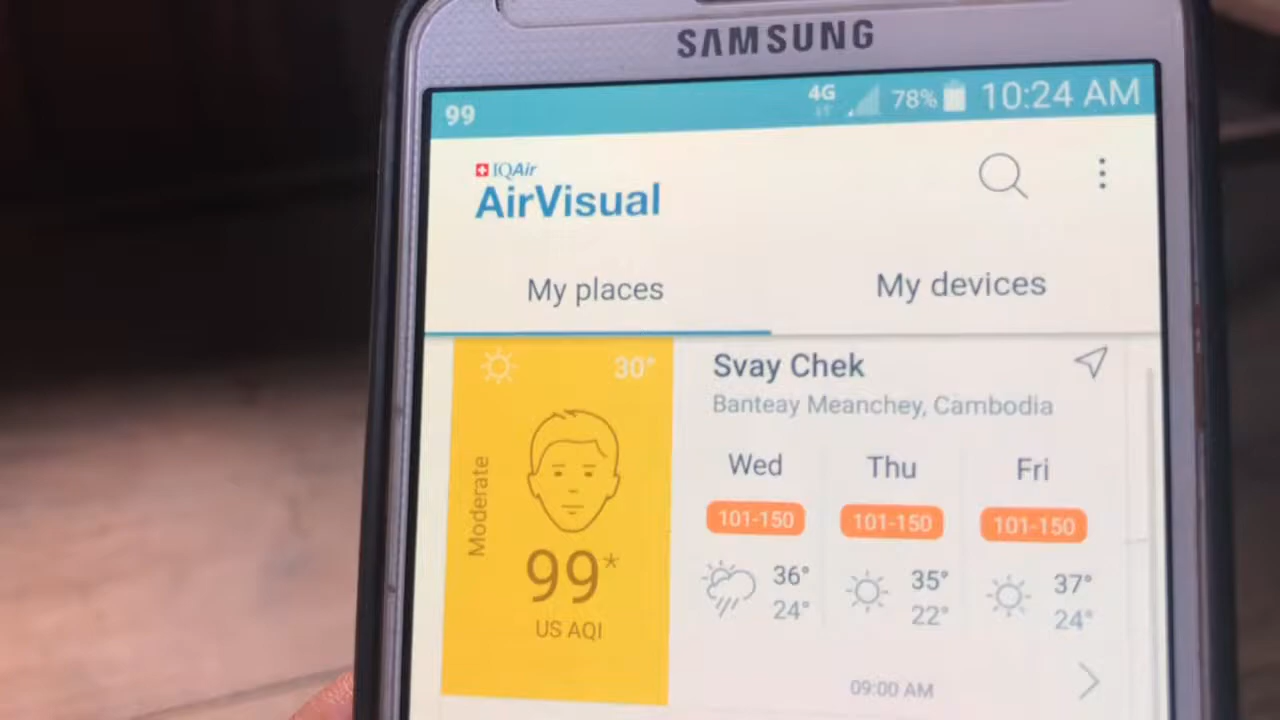 SAMSUNG
99
4G 78% 10:24 AM
IQAir
AirVisual
My places
My devices
30°
Moderate
99*
US AQI
Svay Chek
Banteay Meanchey, Cambodia
Wed Thu Fri
101-150 101-150 101-150
36° 35° 37°
24° 22° 24°
09:00 AM